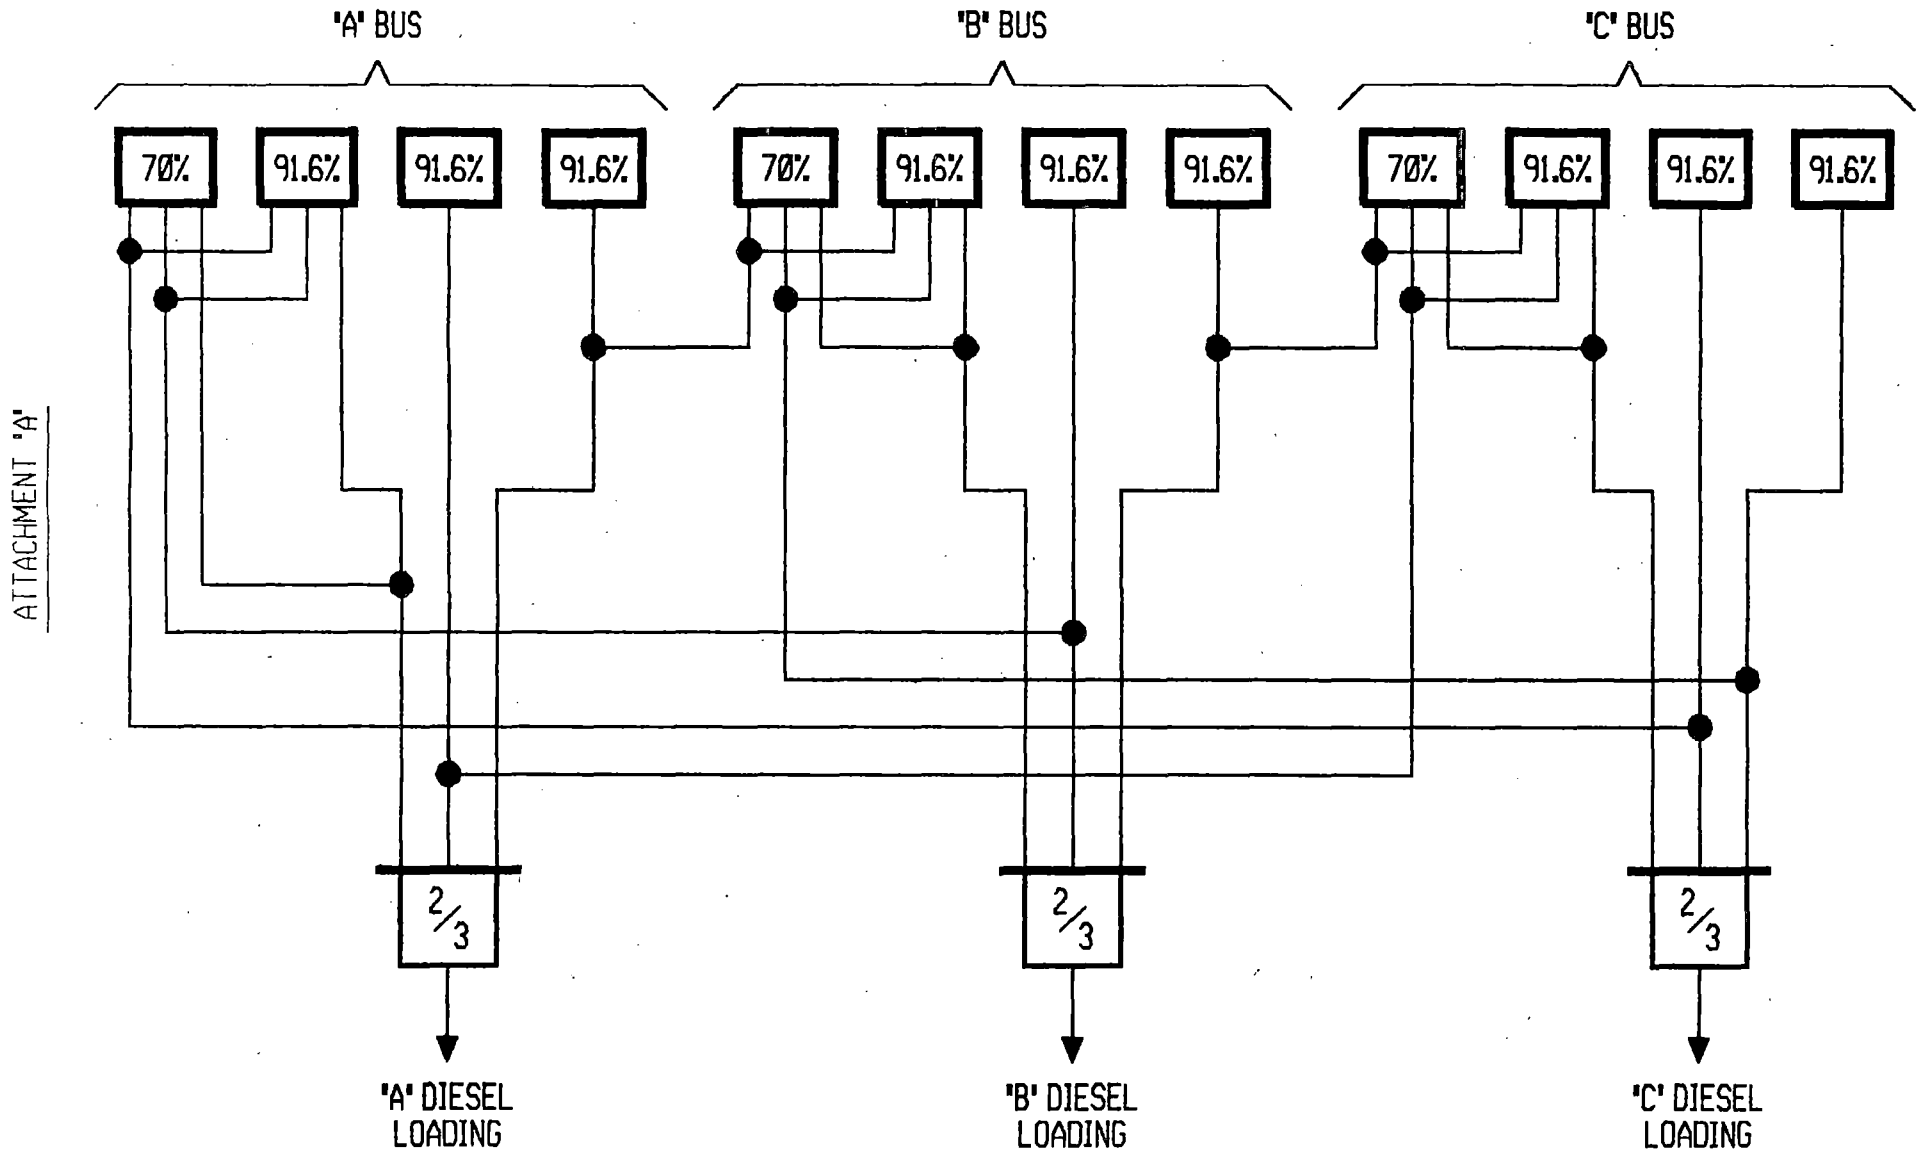 "A" BUS
"B" BUS
"C" BUS
70%
91.6%
91.6%
91.6%
70%
91.6%
91.6%
91.6%
70%
91.6%
91.6%
91.6%
ATTACHMENT "A"
2/3
2/3
2/3
"A" DIESEL
LOADING
"B" DIESEL
LOADING
"C" DIESEL
LOADING